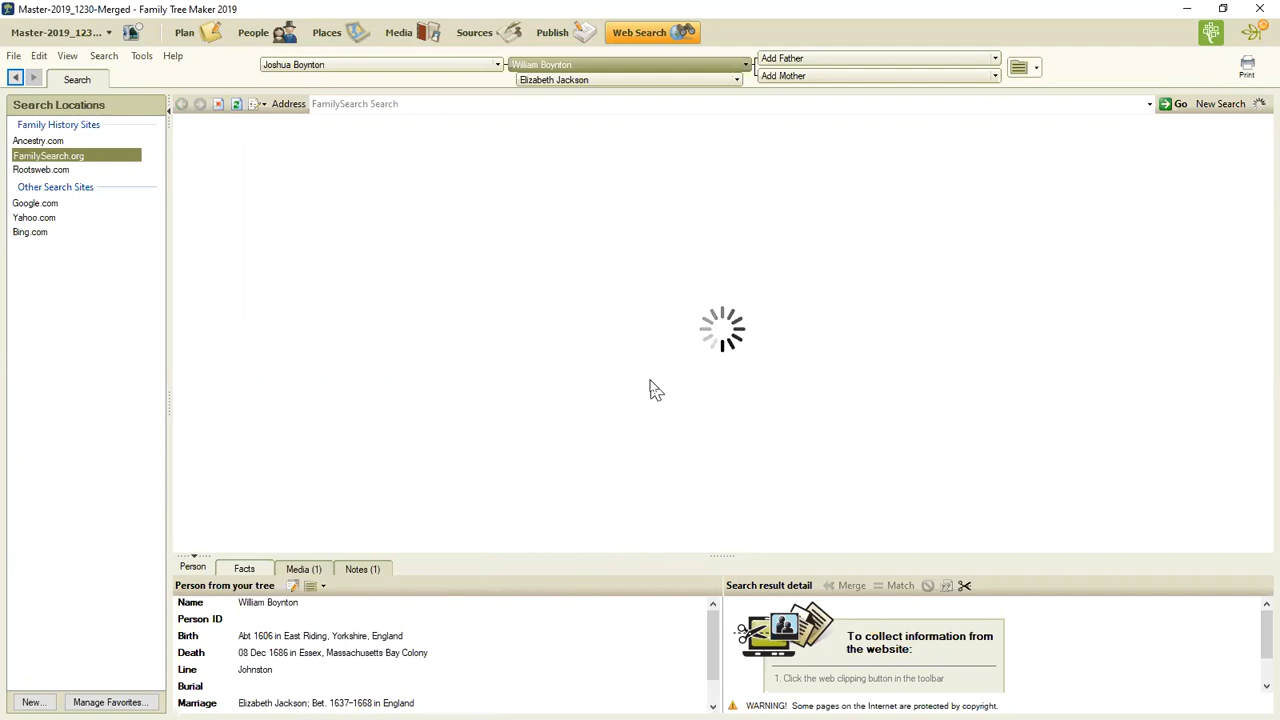 Master-2019_1230-Merged - Family Tree Maker 2019
Master-2019_123...
Plan
People
Places
Media
Sources
Publish
Web Search
File Edit View Search Tools Help
Joshua Boynton
William Boynton
Elizabeth Jackson
Add Father
Add Mother
Print
Search
Search Locations
Family History Sites
Ancestry.com
FamilySearch.org
Rootsweb.com
Other Search Sites
Google.com
Yahoo.com
Bing.com
Address FamilySearch Search
Go New Search
Person Facts Media (1) Notes (1)
Person from your tree
Name William Boynton
Person ID
Birth Abt 1606 in East Riding, Yorkshire, England
Death 08 Dec 1686 in Essex, Massachusetts Bay Colony
Line Johnston
Burial
Marriage Elizabeth Jackson; Bet. 1637-1668 in England
Search result detail Merge Match
To collect information from
the website:
1. Click the web clipping button in the toolbar
WARNING! Some pages on the Internet are protected by copyright.
New... Manage Favorites...